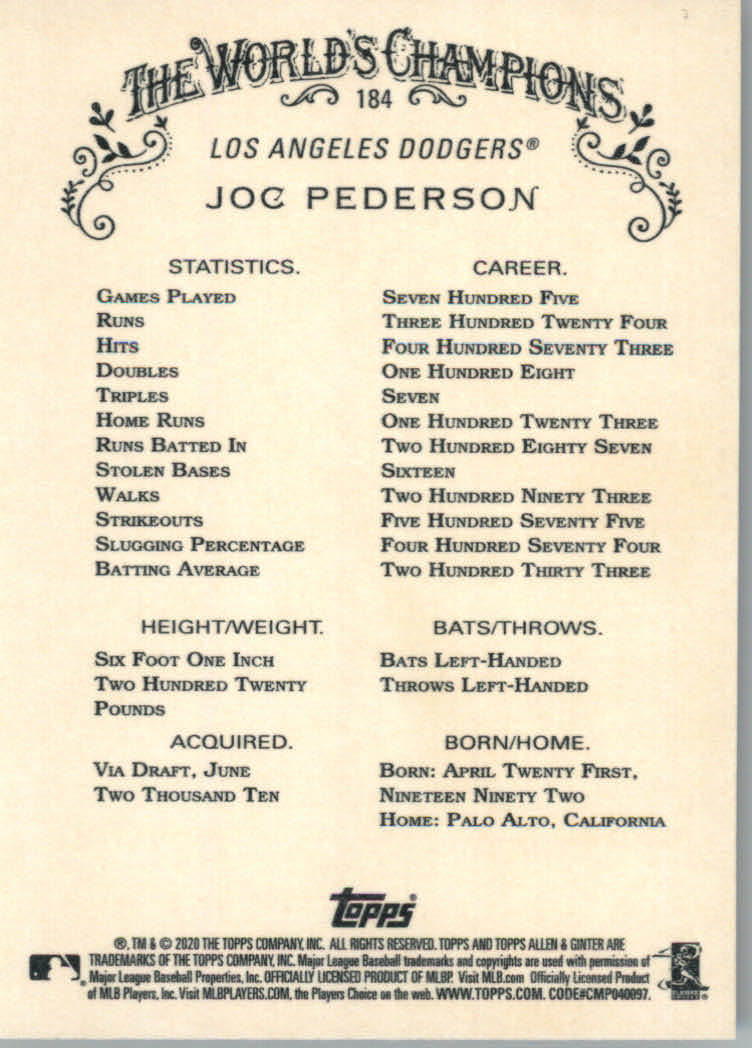 THE WORLD'S CHAMPIONS
184
LOS ANGELES DODGERS®
JOC PEDERSON
STATISTICS. CAREER.
GAMES PLAYED SEVEN HUNDRED FIVE
RUNS THREE HUNDRED TWENTY FOUR
HITS FOUR HUNDRED SEVENTY THREE
DOUBLES ONE HUNDRED EIGHT
TRIPLES SEVEN
HOME RUNS ONE HUNDRED TWENTY THREE
RUNS BATTED IN TWO HUNDRED EIGHTY SEVEN
STOLEN BASES SIXTEEN
WALKS TWO HUNDRED NINETY THREE
STRIKEOUTS FIVE HUNDRED SEVENTY FIVE
SLUGGING PERCENTAGE FOUR HUNDRED SEVENTY FOUR
BATTING AVERAGE TWO HUNDRED THIRTY THREE
HEIGHT/WEIGHT.
SIX FOOT ONE INCH
TWO HUNDRED TWENTY
POUNDS
BATS/THROWS.
BATS LEFT-HANDED
THROWS LEFT-HANDED
ACQUIRED.
VIA DRAFT, JUNE
TWO THOUSAND TEN
BORN/HOME.
BORN: APRIL TWENTY FIRST,
NINETEEN NINETY TWO
HOME: PALO ALTO, CALIFORNIA
TOPPS®
®, TM & © 2020 THE TOPPS COMPANY, INC. ALL RIGHTS RESERVED. TOPPS AND TOPPS ALLEN & GINTER ARE
TRADEMARKS OF THE TOPPS COMPANY, INC. Major League Baseball trademarks and copyrights are used with permission of
Major League Baseball Properties, Inc. OFFICIALLY LICENSED PRODUCT OF MLBP. Visit MLB.com Officially Licensed Product
of MLB Players, Inc. Visit MLBPLAYERS.COM, the Players Choice on the web. WWW.TOPPS.COM. CODE#CMP040097.